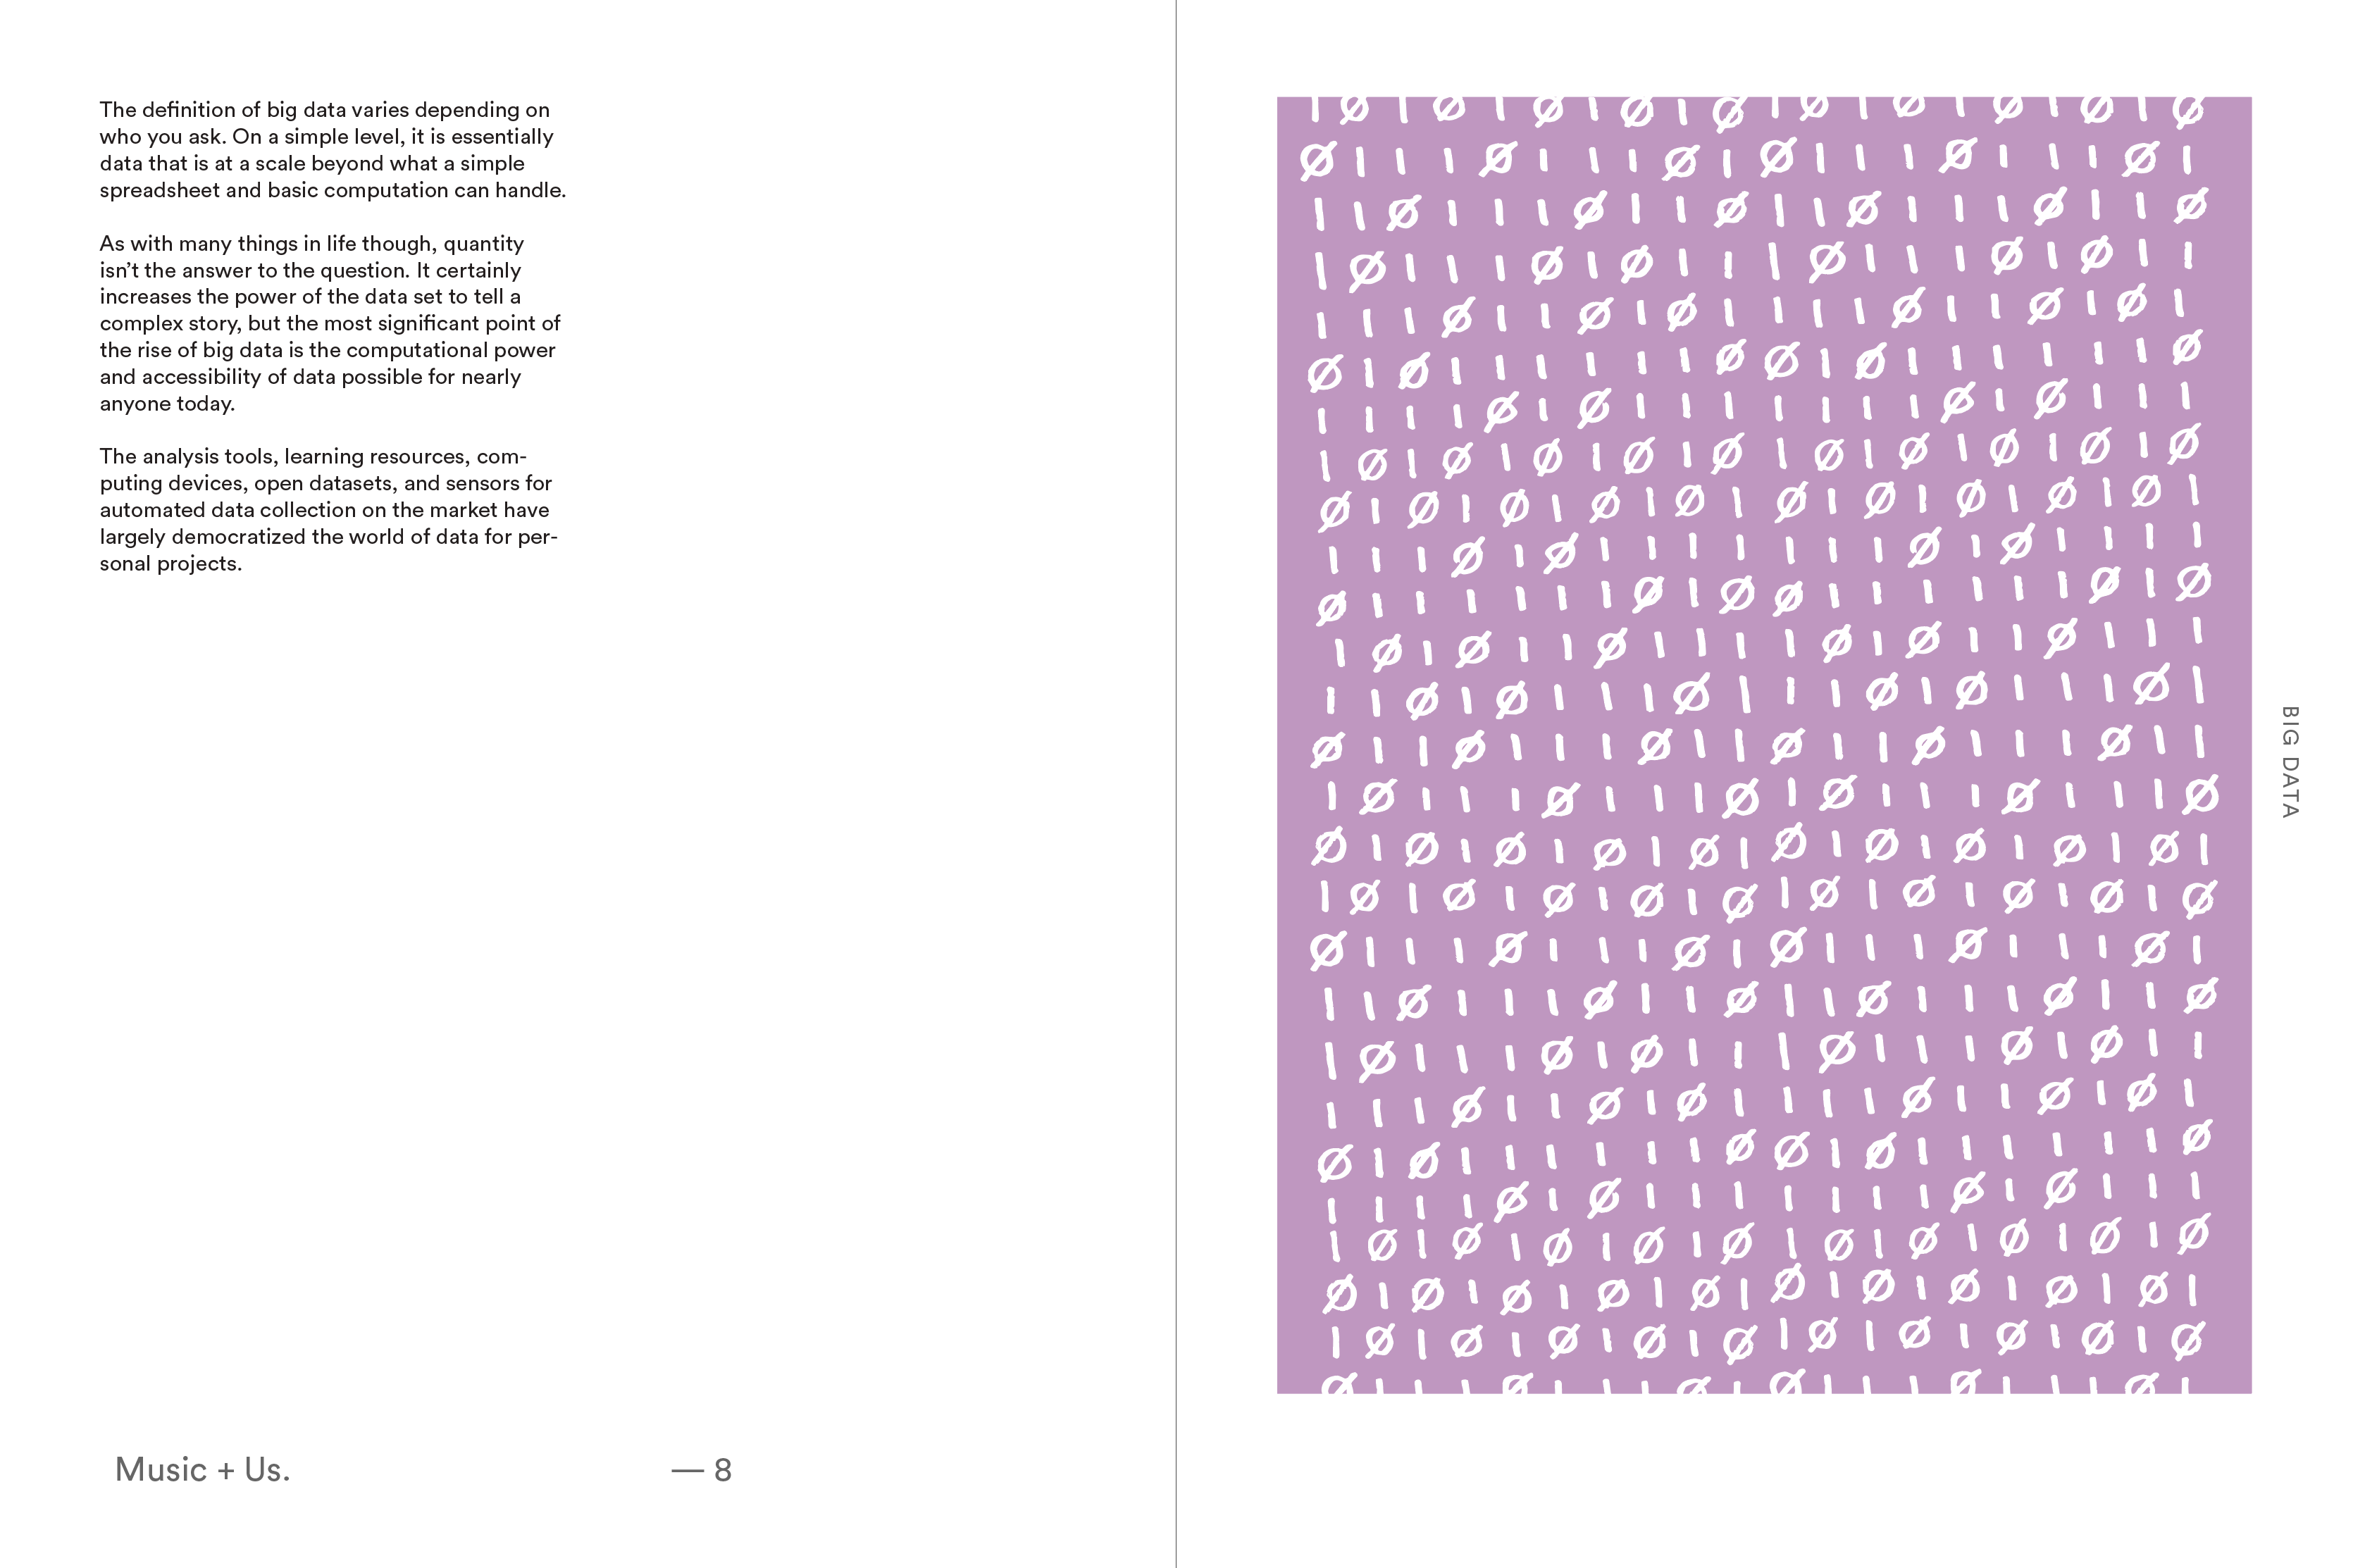 The definition of big data varies depending on
who you ask. On a simple level, it is essentially
data that is at a scale beyond what a simple
spreadsheet and basic computation can handle.
As with many things in life though, quantity
isn’t the answer to the question. It certainly
increases the power of the data set to tell a
complex story, but the most significant point of
the rise of big data is the computational power
and accessibility of data possible for nearly
anyone today.
The analysis tools, learning resources, com-
puting devices, open datasets, and sensors for
automated data collection on the market have
largely democratized the world of data for per-
sonal projects.
Music + Us.
— 8
BIG DATA